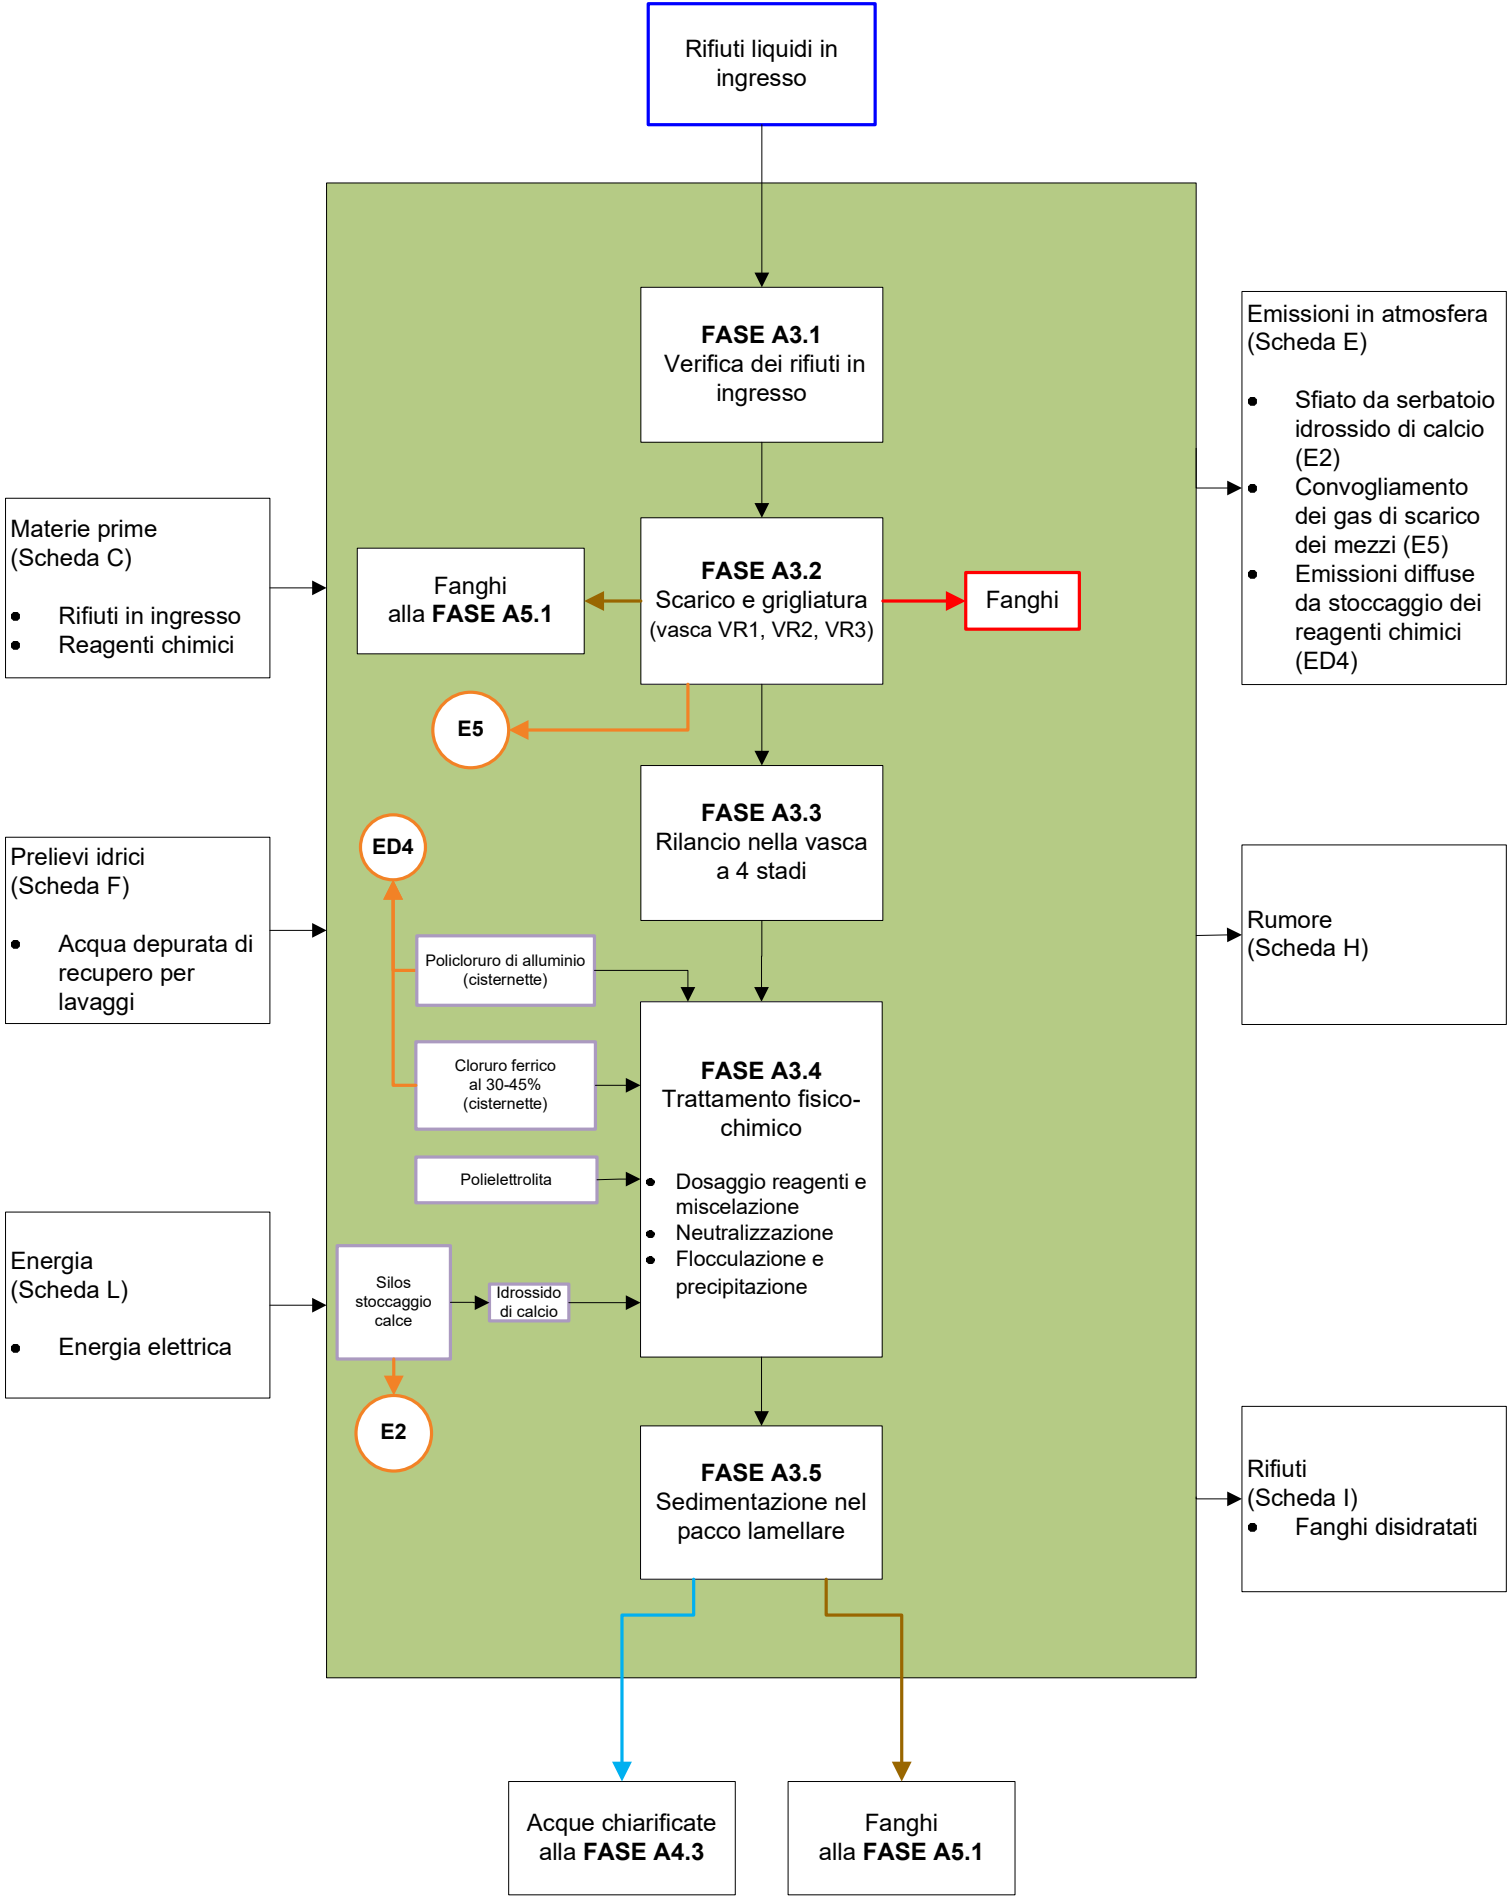 Rifiuti liquidi in
ingresso
FASE A3.1
Verifica dei rifiuti in
ingresso
Emissioni in atmosfera
(Scheda E)
• Sfiato da serbatoio
idrossido di calcio
(E2)
• Convogliamento
dei gas di scarico
dei mezzi (E5)
• Emissioni diffuse
da stoccaggio dei
reagenti chimici
(ED4)
Materie prime
(Scheda C)
• Rifiuti in ingresso
• Reagenti chimici
Fanghi
alla FASE A5.1
FASE A3.2
Scarico e grigliatura
(vasca VR1, VR2, VR3)
Fanghi
E5
FASE A3.3
Rilancio nella vasca
a 4 stadi
ED4
Prelievi idrici
(Scheda F)
• Acqua depurata di
recupero per
lavaggi
Rumore
(Scheda H)
Policloruro di alluminio
(cisternette)
Cloruro ferrico
al 30-45%
(cisternette)
Polielettrolita
FASE A3.4
Trattamento fisico-
chimico
• Dosaggio reagenti e
miscelazione
• Neutralizzazione
• Flocculazione e
precipitazione
Energia
(Scheda L)
• Energia elettrica
Silos
stoccaggio
calce
Idrossido
di calcio
E2
FASE A3.5
Sedimentazione nel
pacco lamellare
Rifiuti
(Scheda I)
• Fanghi disidratati
Acque chiarificate
alla FASE A4.3
Fanghi
alla FASE A5.1